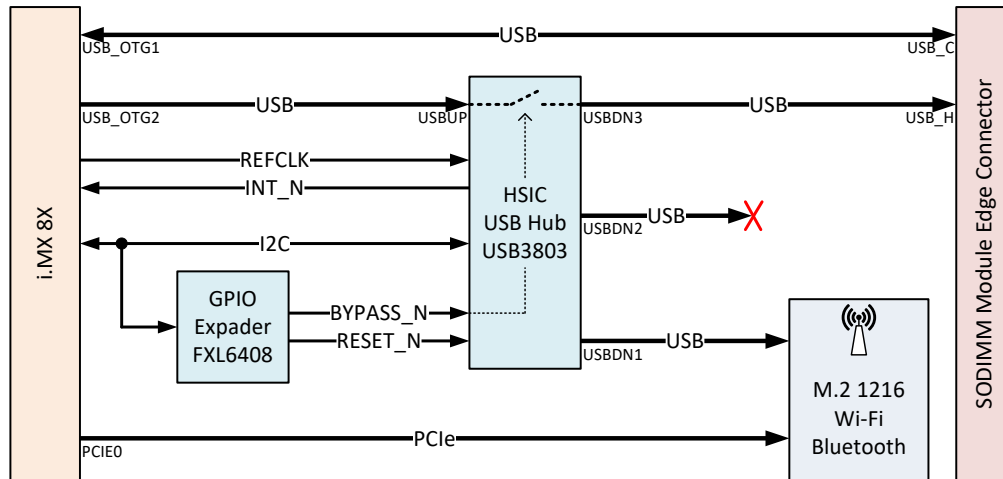 USB
USB_OTG1
USB_C
USB
USB
USB_OTG2
USBUP
USBDN3
USB_H
REFCLK
INT_N
HSIC
USB Hub
USB3803
USB
USBDN2
I2C
i.MX 8X
SODIMM Module Edge Connector
GPIO
Expader
FXL6408
BYPASS_N
RESET_N
USB
USBDN1
M.2 1216
Wi-Fi
Bluetooth
PCIe
PCIE0